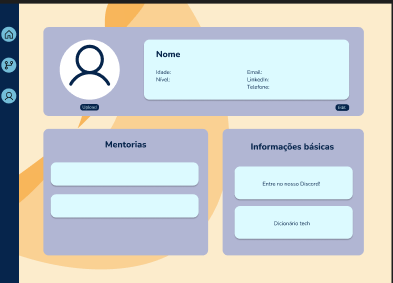 Nome
Idade:
Nível:
Email:
LinkedIn:
Telefone:
Upload
Edit
Mentorias
Informações básicas
Entre no nosso Discord!
Dicionário tech